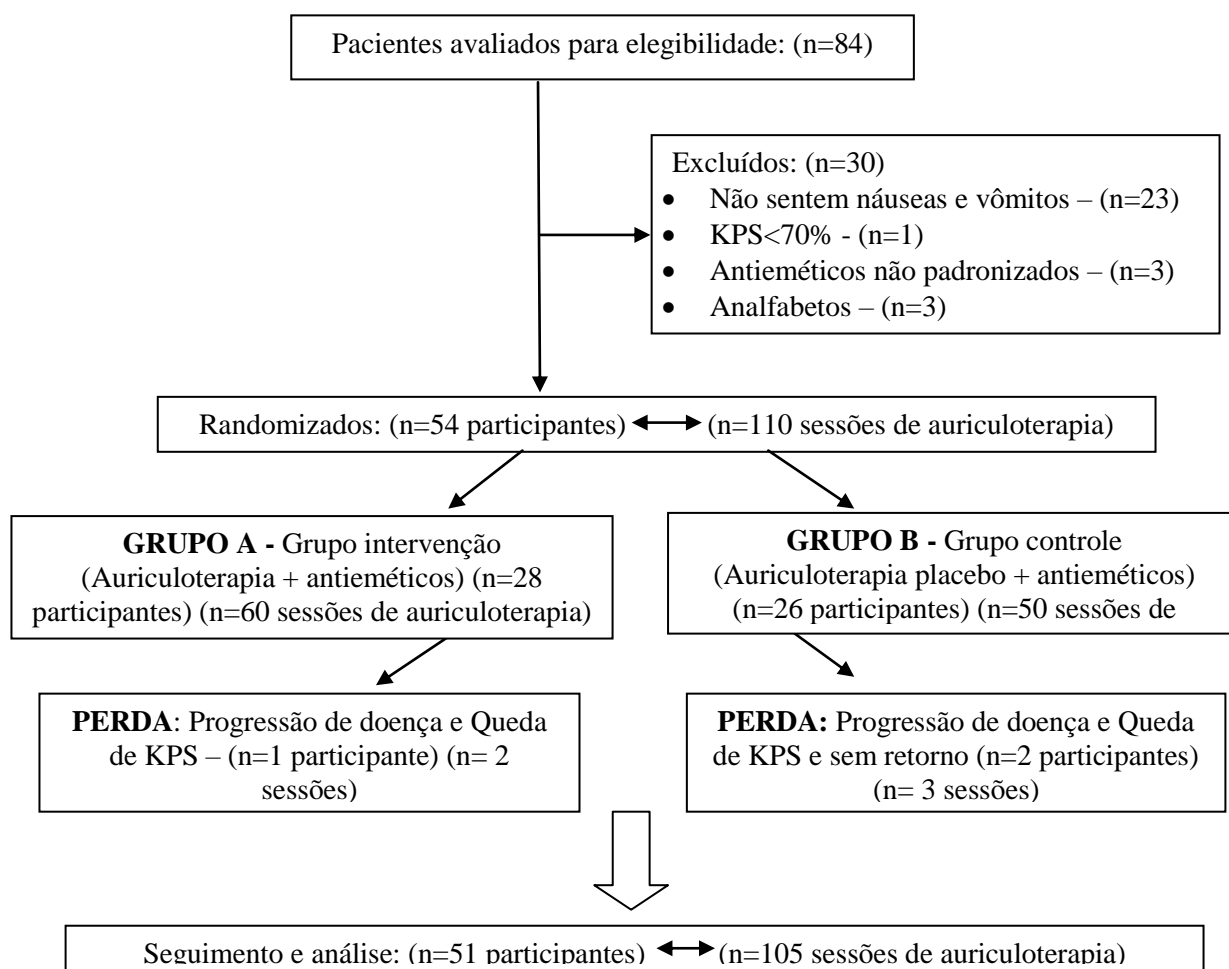 Pacientes avaliados para elegibilidade: (n=84)
Excluídos: (n=30)
• Não sentem náuseas e vômitos – (n=23)
• KPS<70% - (n=1)
• Antieméticos não padronizados – (n=3)
• Analfabetos – (n=3)
Randomizados: (n=54 participantes) (n=110 sessões de auriculoterapia)
GRUPO A - Grupo intervenção
(Auriculoterapia + antieméticos) (n=28
participantes) (n=60 sessões de auriculoterapia)
GRUPO B - Grupo controle
(Auriculoterapia placebo + antieméticos)
(n=26 participantes) (n=50 sessões de
PERDA: Progressão de doença e Queda
de KPS – (n=1 participante) (n= 2
sessões)
PERDA: Progressão de doença e Queda
de KPS e sem retorno (n=2 participantes)
(n= 3 sessões)
Seguimento e análise: (n=51 participantes) (n=105 sessões de auriculoterapia)